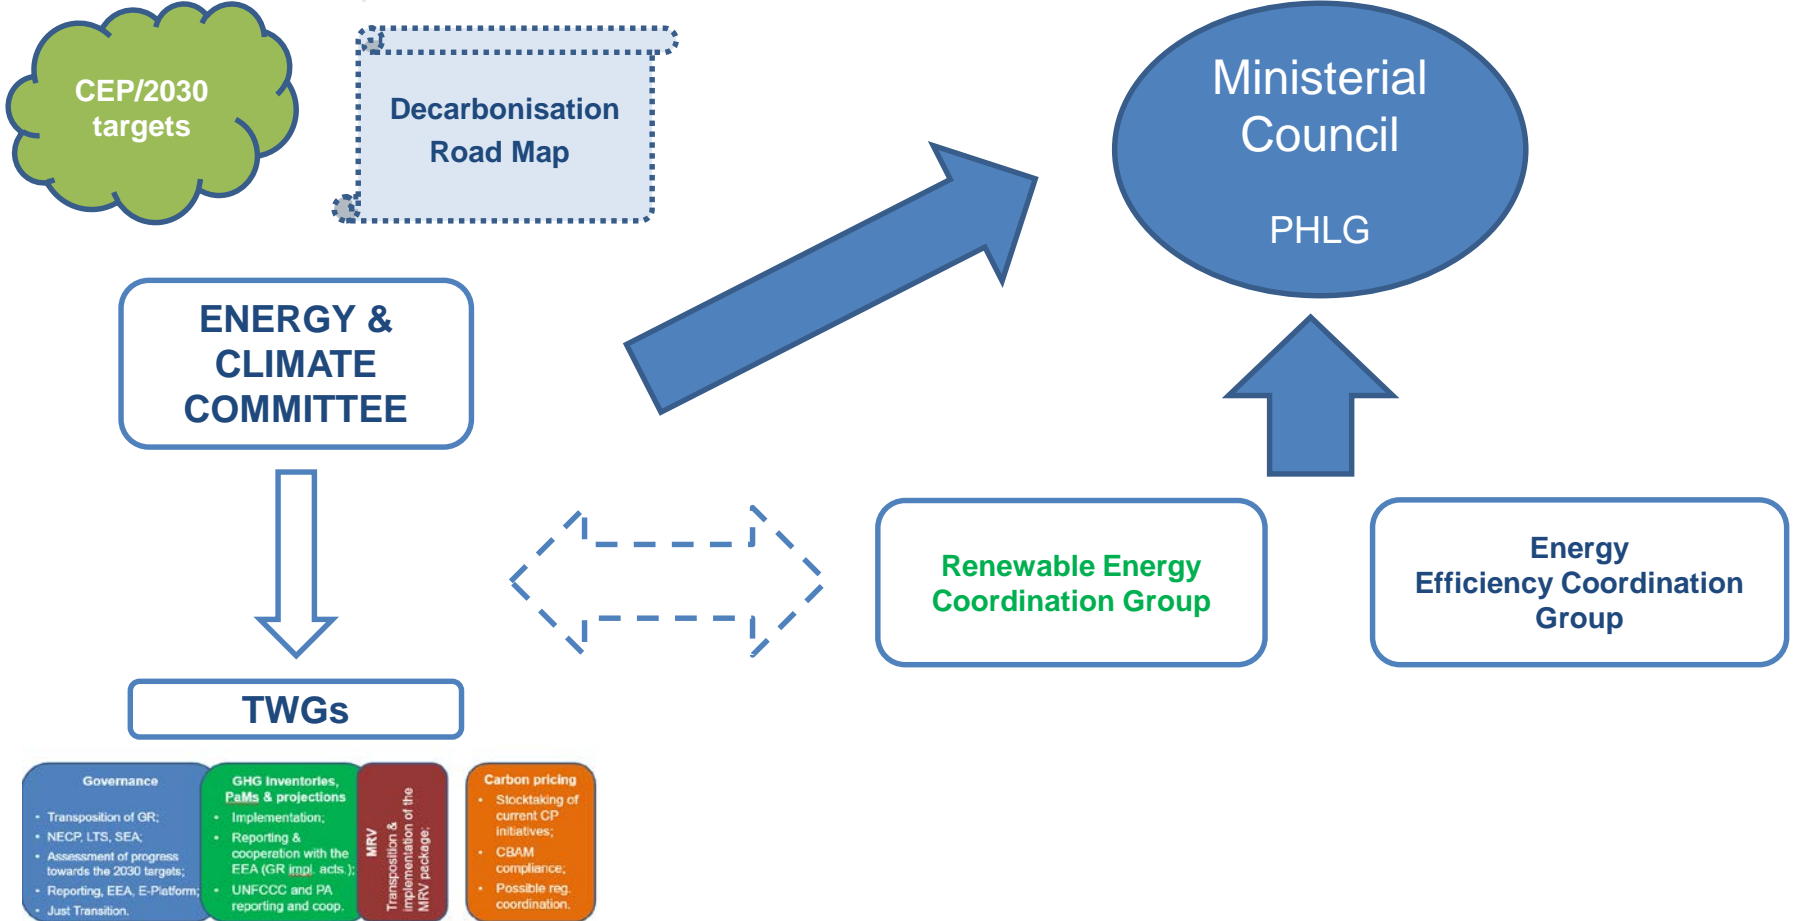 CEP/2030
targets
Decarbonisation
Road Map
Ministerial
Council
PHLG
ENERGY &
CLIMATE
COMMITTEE
Renewable Energy
Coordination Group
Energy
Efficiency Coordination
Group
TWGs
Governance
• Transposition of GR;
• NECP, LTS, SEA;
• Assessment of progress
towards the 2030 targets;
• Reporting, EEA, E-Platform;
• Just Transition.
GHG Inventories,
PaMs & projections
• Implementation;
• Reporting &
cooperation with the
EEA (GR impl. acts.);
• UNFCCC and PA
reporting and coop.
MRV
Transposition &
implementation of the
MRV package;
Carbon pricing
• Stocktaking of
current CP
initiatives;
• CBAM
compliance;
• Possible reg.
coordination.